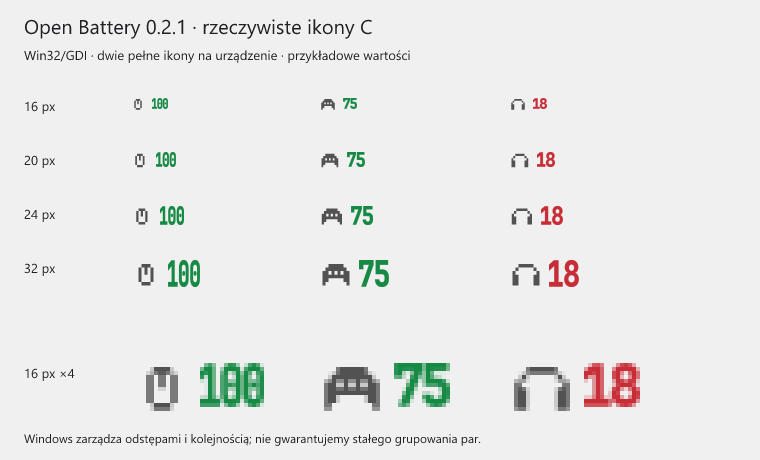 Open Battery 0.2.1 · rzeczywiste ikony C
Win32/GDI · dwie pełne ikony na urządzenie · przykładowe wartości
16 px 100 75 18
20 px 100 75 18
24 px 100 75 18
32 px 100 75 18
16 px ×4 100 75 18
Windows zarządza odstępami i kolejnością; nie gwarantujemy stałego grupowania par.